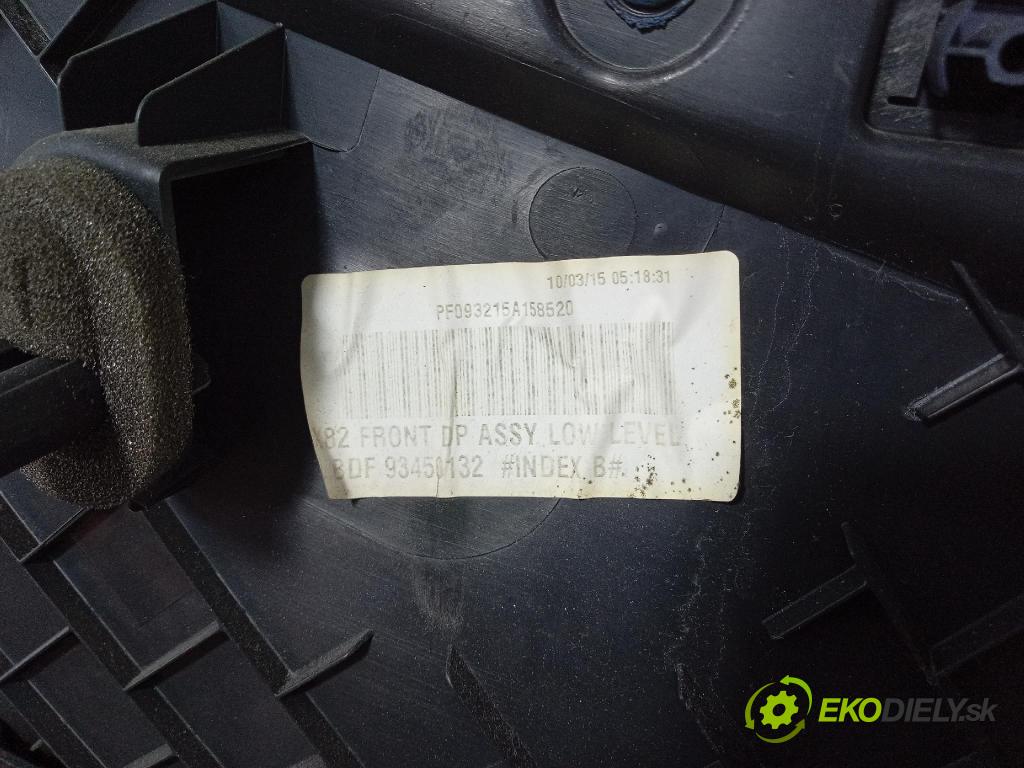 10/03/15 05:18:31
PF093215A158520
X82 FRONT DP ASSY LOW LEVEL
BDF 93450132 #INDEX B#
EKODIELY.sk